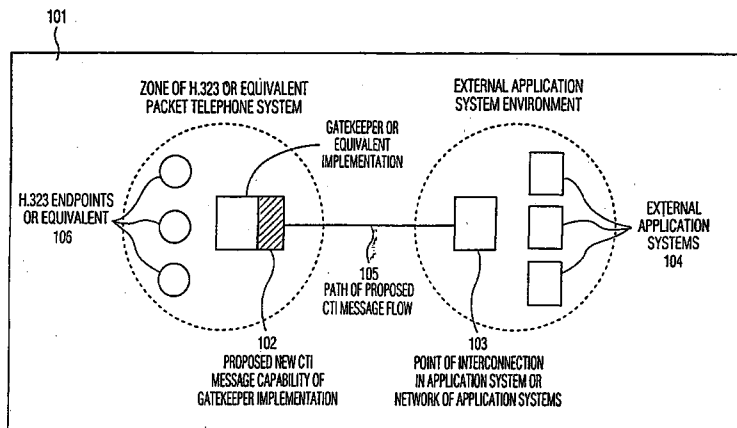 101
ZONE OF H.323 OR EQUIVALENT
PACKET TELEPHONE SYSTEM
EXTERNAL APPLICATION
SYSTEM ENVIRONMENT
GATEKEEPER OR
EQUIVALENT
IMPLEMENTATION
H.323 ENDPOINTS
OR EQUIVALENT
106
EXTERNAL
APPLICATION
SYSTEMS
104
105
PATH OF PROPOSED
CTI MESSAGE FLOW
102
PROPOSED NEW CTI
MESSAGE CAPABILITY OF
GATEKEEPER IMPLEMENTATION
103
POINT OF INTERCONNECTION
IN APPLICATION SYSTEM OR
NETWORK OF APPLICATION SYSTEMS